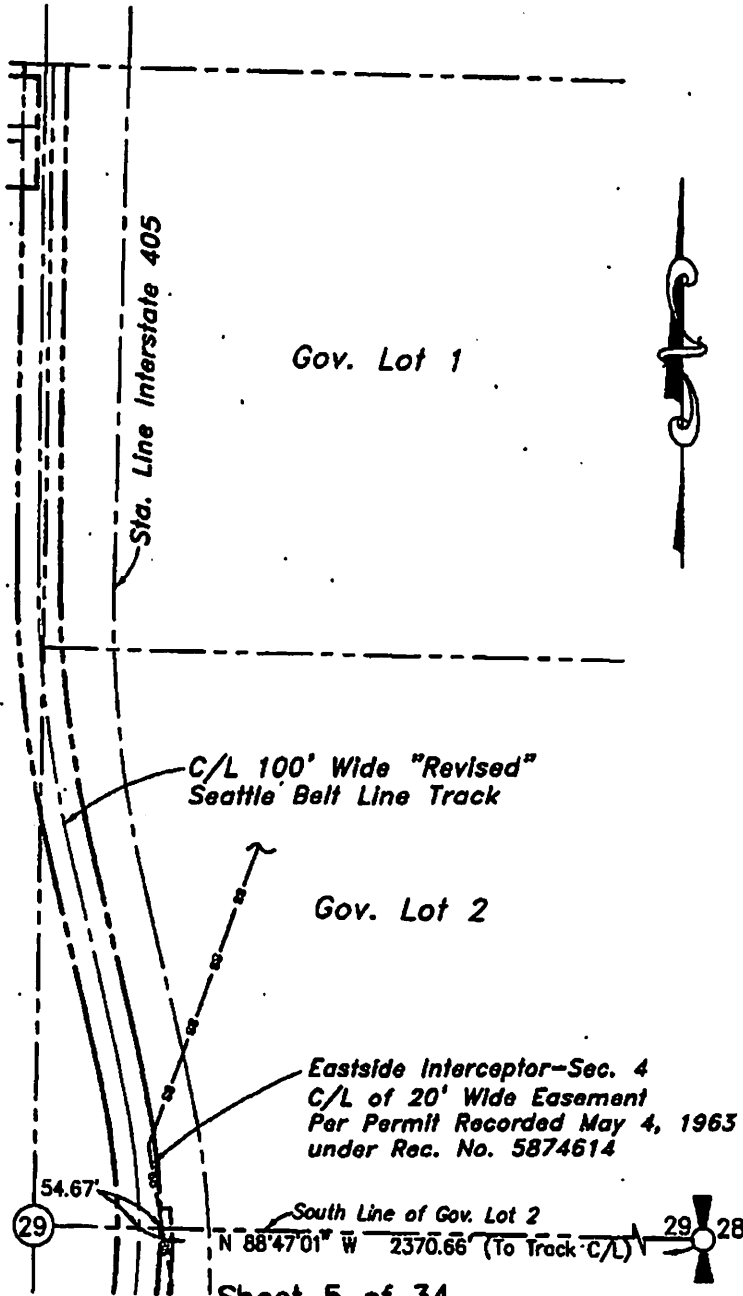 Sta. Line Interstate 405
Gov. Lot 1
C/L 100' Wide "Revised"
Seattle Belt Line Track
Gov. Lot 2
Eastside Interceptor-Sec. 4
C/L of 20' Wide Easement
Per Permit Recorded May 4, 1963
under Rec. No. 5874614
54.67'
29
South Line of Gov. Lot 2
N 88°47'01" W 2370.66' (To Track C/L)
29 28
Sheet 5 of 34